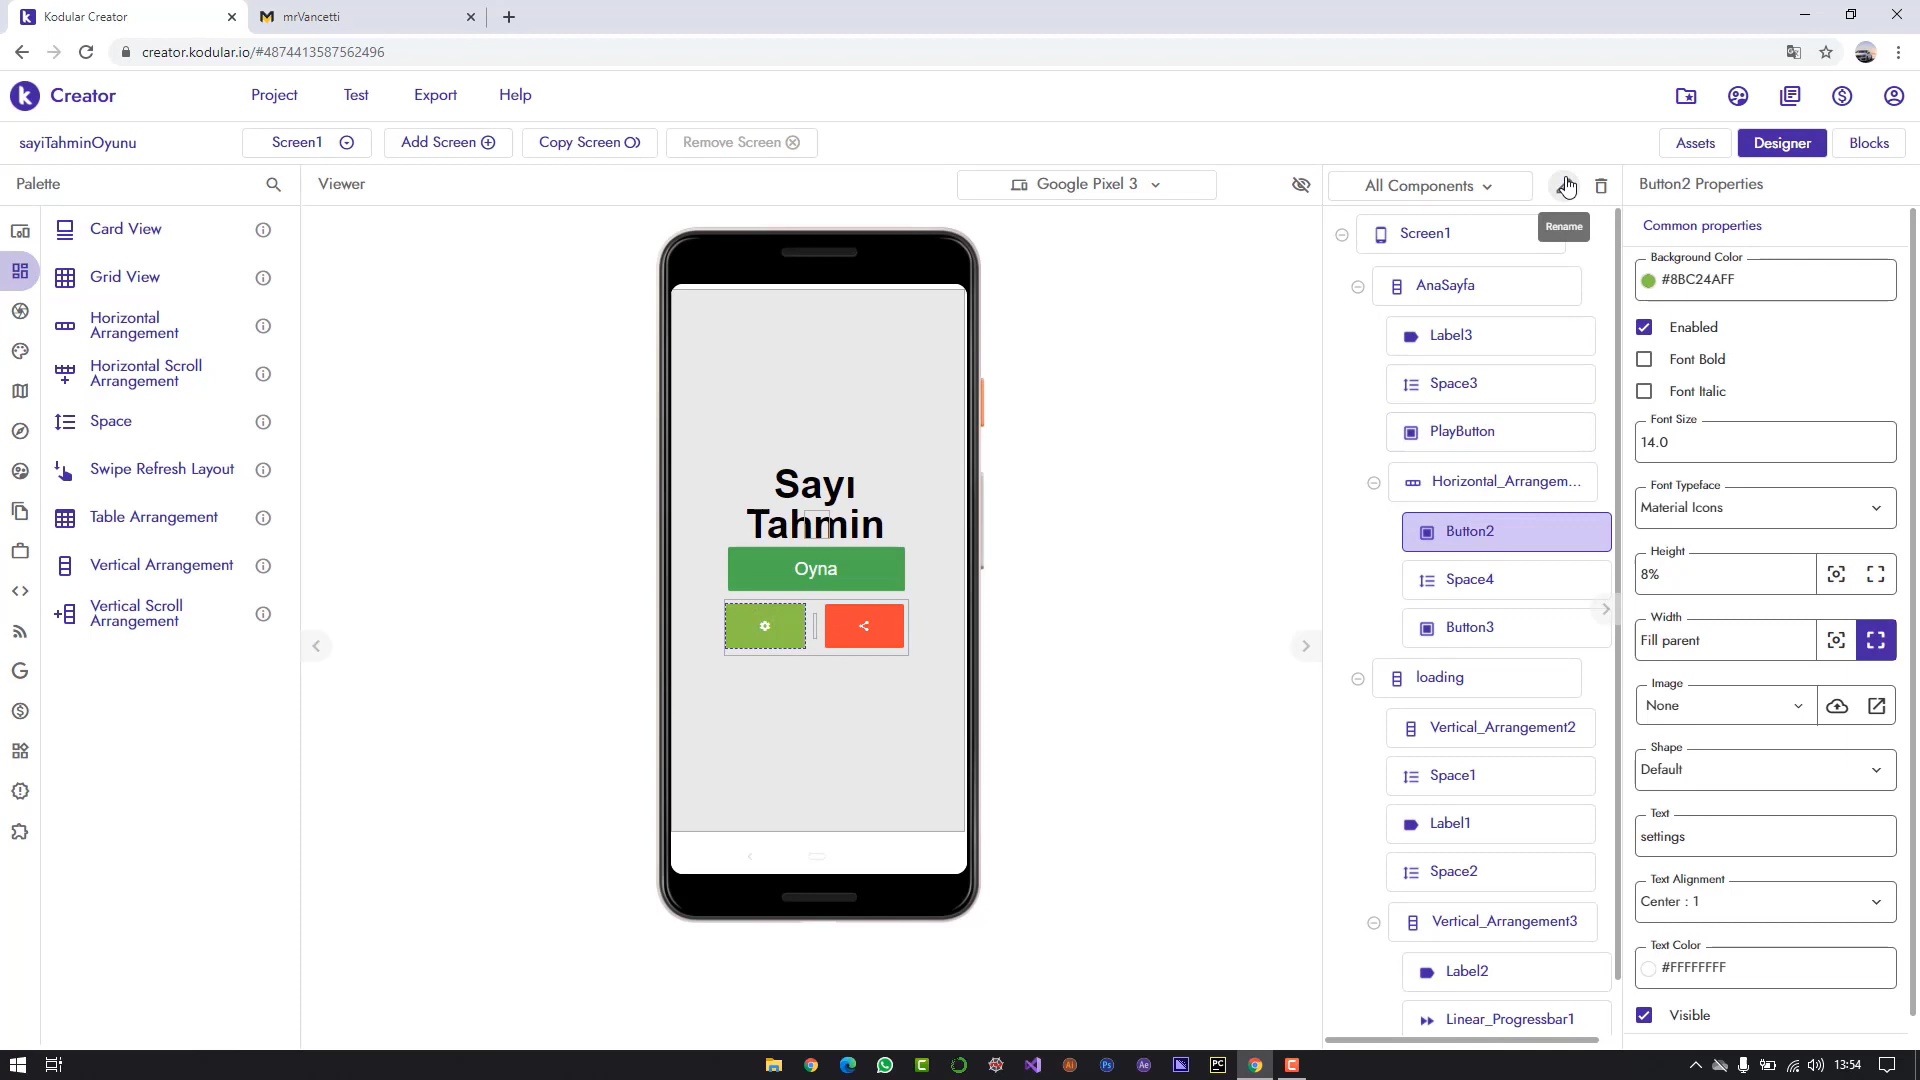 Kodular Creator
mrVancetti
creator.kodular.io/#4874413587562496
Creator
Project
Test
Export
Help
sayiTahminOyunu
Screen1
Add Screen
Copy Screen
Remove Screen
Assets
Designer
Blocks
Palette
Viewer
Google Pixel 3
All Components
Button2 Properties
Card View
Grid View
Horizontal
Arrangement
Horizontal Scroll
Arrangement
Space
Swipe Refresh Layout
Table Arrangement
Vertical Arrangement
Vertical Scroll
Arrangement
Sayı
Tahmin
Oyna
Rename
Screen1
AnaSayfa
Label3
Space3
PlayButton
Horizontal_Arrangem...
Button2
Space4
Button3
loading
Vertical_Arrangement2
Space1
Label1
Space2
Vertical_Arrangement3
Label2
Linear_Progressbar1
Common properties
Background Color
#8BC24AFF
Enabled
Font Bold
Font Italic
Font Size
14.0
Font Typeface
Material Icons
Height
8%
Width
Fill parent
Image
None
Shape
Default
Text
settings
Text Alignment
Center : 1
Text Color
#FFFFFFFF
Visible
Ai
Ps
Ae
PC
13:54